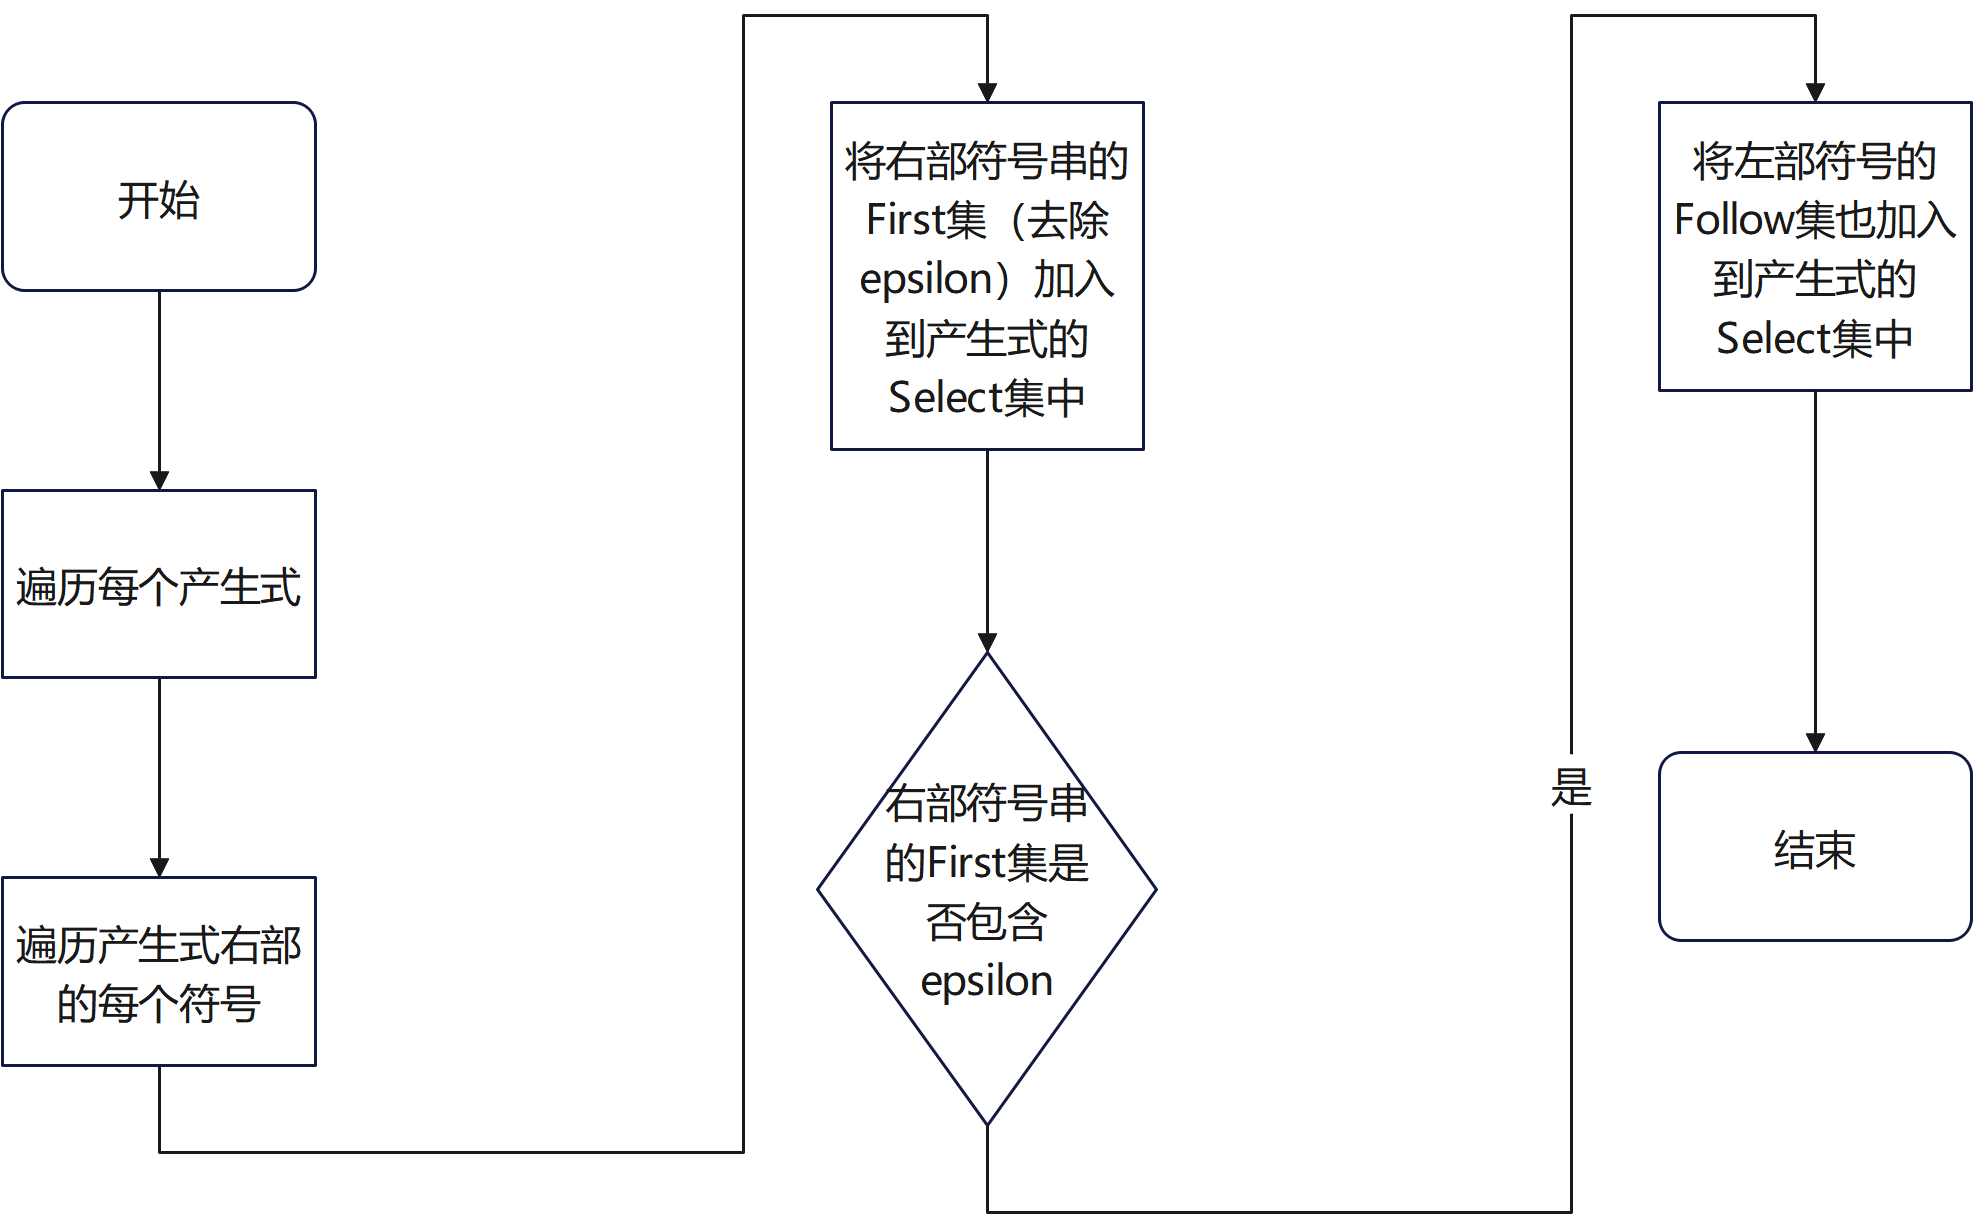 开始
遍历每个产生式
遍历产生式右部
的每个符号
将右部符号串的
First集（去除
epsilon）加入
到产生式的
Select集中
右部符号串
的First集是
否包含
epsilon
是
将左部符号的
Follow集也加入
到产生式的
Select集中
结束